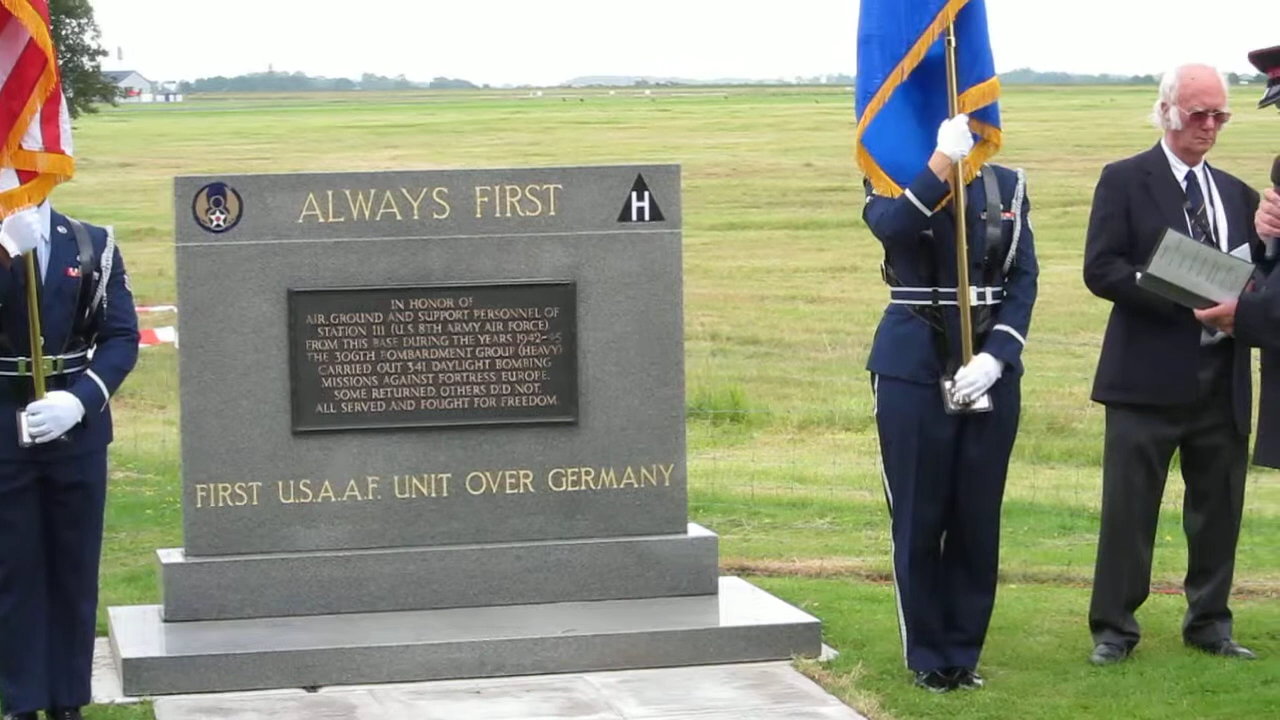 ALWAYS FIRST
H
IN HONOR OF
AIR, GROUND AND SUPPORT PERSONNEL OF
STATION 111 (U.S. 8TH ARMY AIR FORCE)
FROM THIS BASE DURING THE YEARS 1942-45
THE 306TH BOMBARDMENT GROUP (HEAVY)
CARRIED OUT 341 DAYLIGHT BOMBING
MISSIONS AGAINST FORTRESS EUROPE.
SOME RETURNED, OTHERS DID NOT.
ALL SERVED AND FOUGHT FOR FREEDOM.
FIRST U.S.A.A.F. UNIT OVER GERMANY